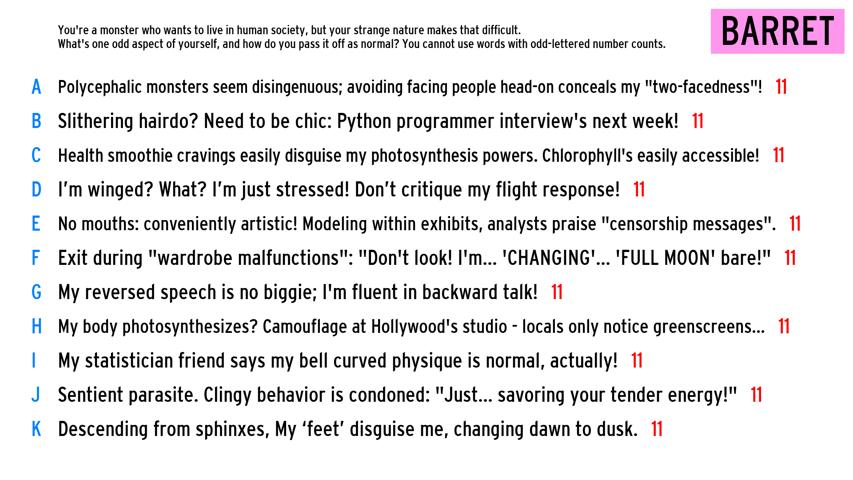 You're a monster who wants to live in human society, but your strange nature makes that difficult.
What's one odd aspect of yourself, and how do you pass it off as normal? You cannot use words with odd-lettered number counts.
BARRET
A Polycephalic monsters seem disingenuous; avoiding facing people head-on conceals my "two-facedness"! 11
B Slithering hairdo? Need to be chic: Python programmer interview's next week! 11
C Health smoothie cravings easily disguise my photosynthesis powers. Chlorophyll's easily accessible! 11
D I’m winged? What? I’m just stressed! Don’t critique my flight response! 11
E No mouths: conveniently artistic! Modeling within exhibits, analysts praise "censorship messages". 11
F Exit during "wardrobe malfunctions": "Don't look! I'm... 'CHANGING'... 'FULL MOON' bare!" 11
G My reversed speech is no biggie; I'm fluent in backward talk! 11
H My body photosynthesizes? Camouflage at Hollywood's studio - locals only notice greenscreens... 11
I My statistician friend says my bell curved physique is normal, actually! 11
J Sentient parasite. Clingy behavior is condoned: "Just... savoring your tender energy!" 11
K Descending from sphinxes, My ‘feet’ disguise me, changing dawn to dusk. 11